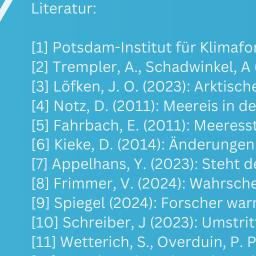 Literatur:
[1] Potsdam-Institut für Klimafor
[2] Trempler, A., Schadwinkel, A
[3] Löfken, J. O. (2023): Arktische
[4] Notz, D. (2011): Meereis in de
[5] Fahrbach, E. (2011): Meeresst
[6] Kieke, D. (2014): Änderungen
[7] Appelhans, Y. (2023): Steht de
[8] Frimmer, V. (2024): Wahrsche
[9] Spiegel (2024): Forscher warr
[10] Schreiber, J (2023): Umstritt
[11] Wetterich, S., Overduin, P. P